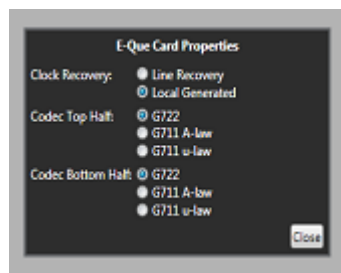 E-Que Card Properties
Clock Recovery: Line Recovery
Local Generated
Codec Top Half: G722
G711 A-law
G711 u-law
Codec Bottom Half: G722
G711 A-law
G711 u-law
Close